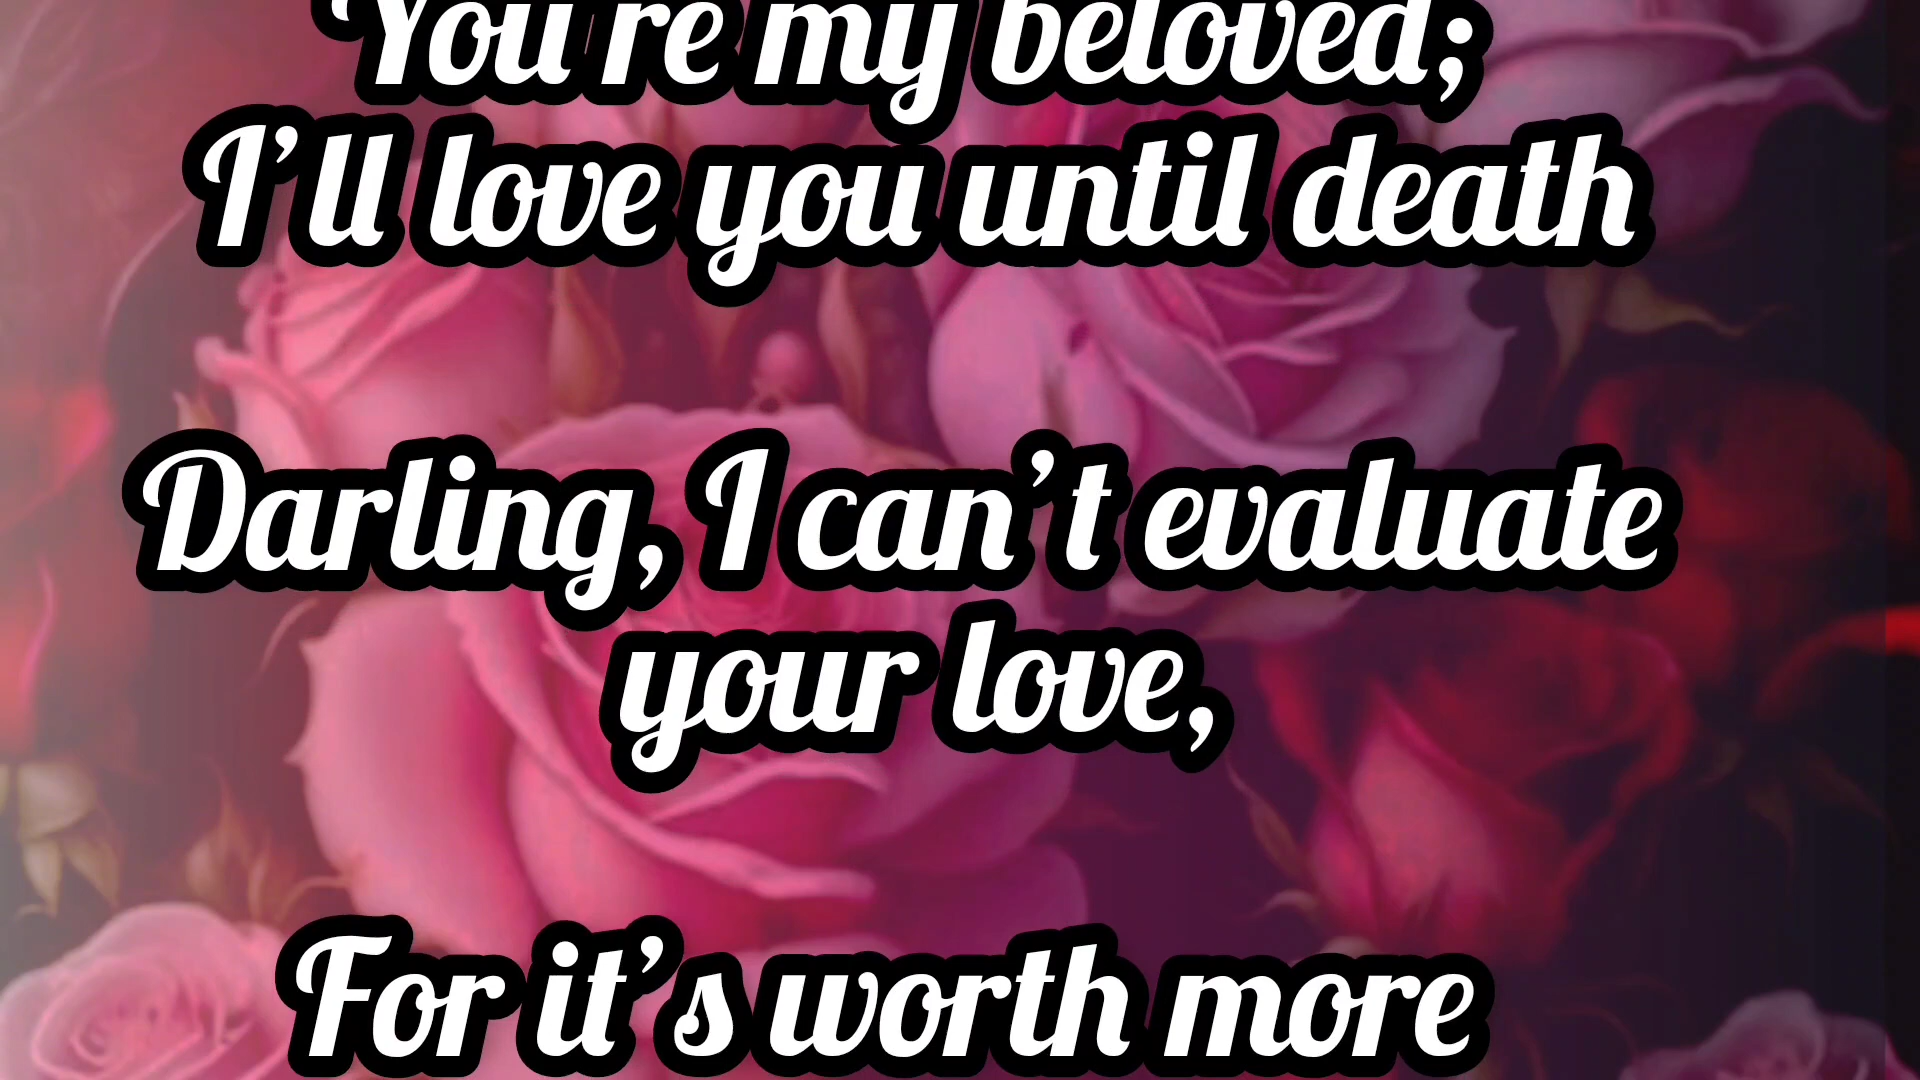 You're my beloved;
I'll love you until death
Darling, I can't evaluate
your love,
For it's worth more